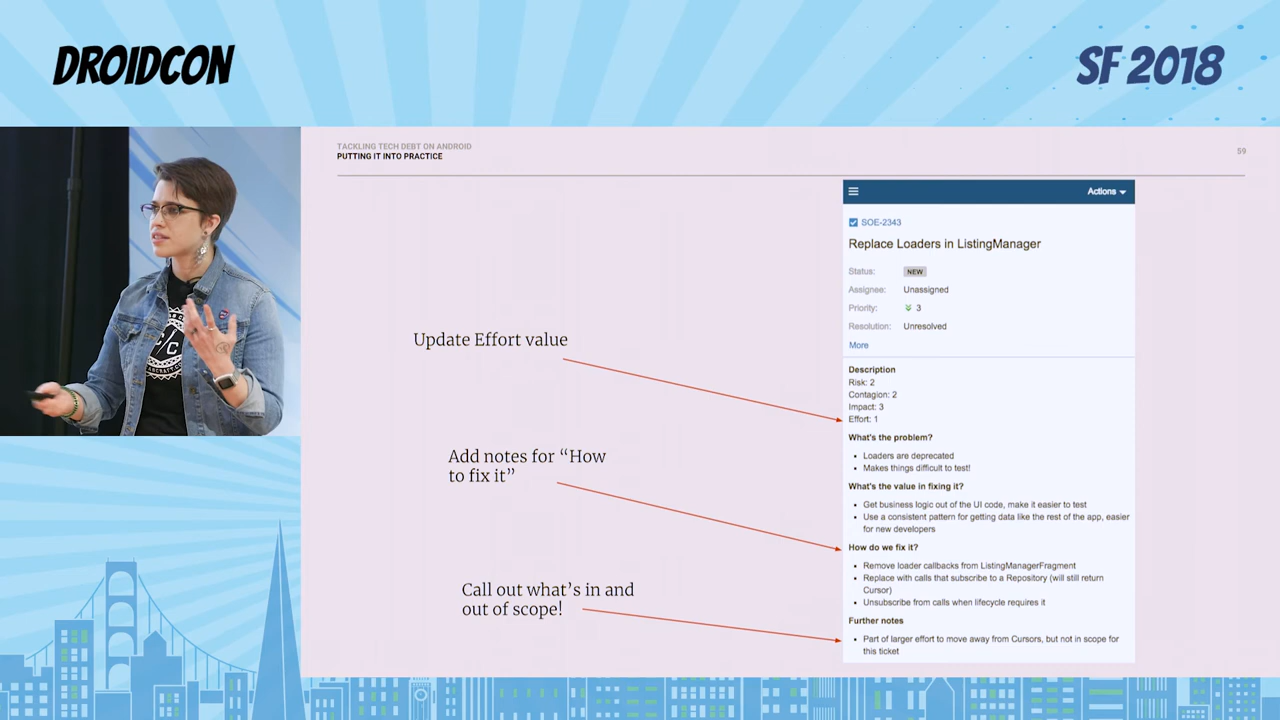 DROIDCON
SF 2018
TACKLING TECH DEBT ON ANDROID
PUTTING IT INTO PRACTICE
59
Update Effort value
Add notes for “How
to fix it”
Call out what’s in and
out of scope!
Actions
SOE-2343
Replace Loaders in ListingManager
Status: NEW
Assignee: Unassigned
Priority: 3
Resolution: Unresolved
More
Description
Risk: 2
Contagion: 2
Impact: 3
Effort: 1
What's the problem?
Loaders are deprecated
Makes things difficult to test!
What's the value in fixing it?
Get business logic out of the UI code, make it easier to test
Use a consistent pattern for getting data like the rest of the app, easier
for new developers
How do we fix it?
Remove loader callbacks from ListingManagerFragment
Replace with calls that subscribe to a Repository (will still return
Cursor)
Unsubscribe from calls when lifecycle requires it
Further notes
Part of larger effort to move away from Cursors, but not in scope for
this ticket